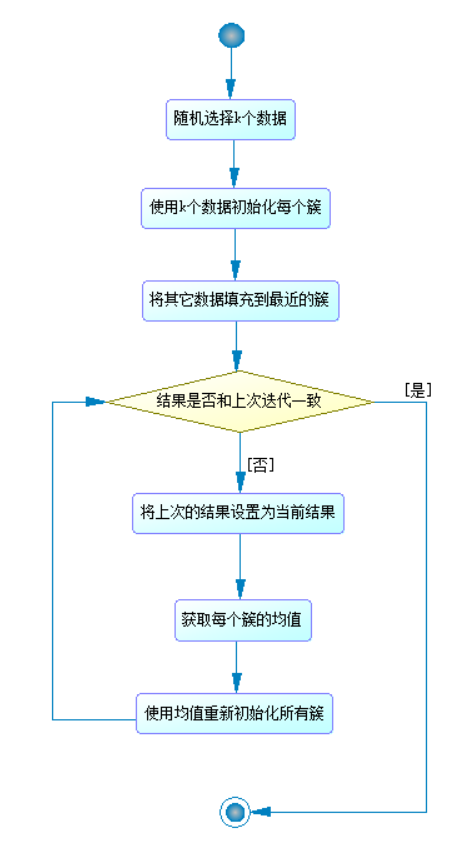 随机选择k个数据
使用k个数据初始化每个簇
将其它数据填充到最近的簇
结果是否和上次迭代一致
[是]
[否]
将上次的结果设置为当前结果
获取每个簇的均值
使用均值重新初始化所有簇